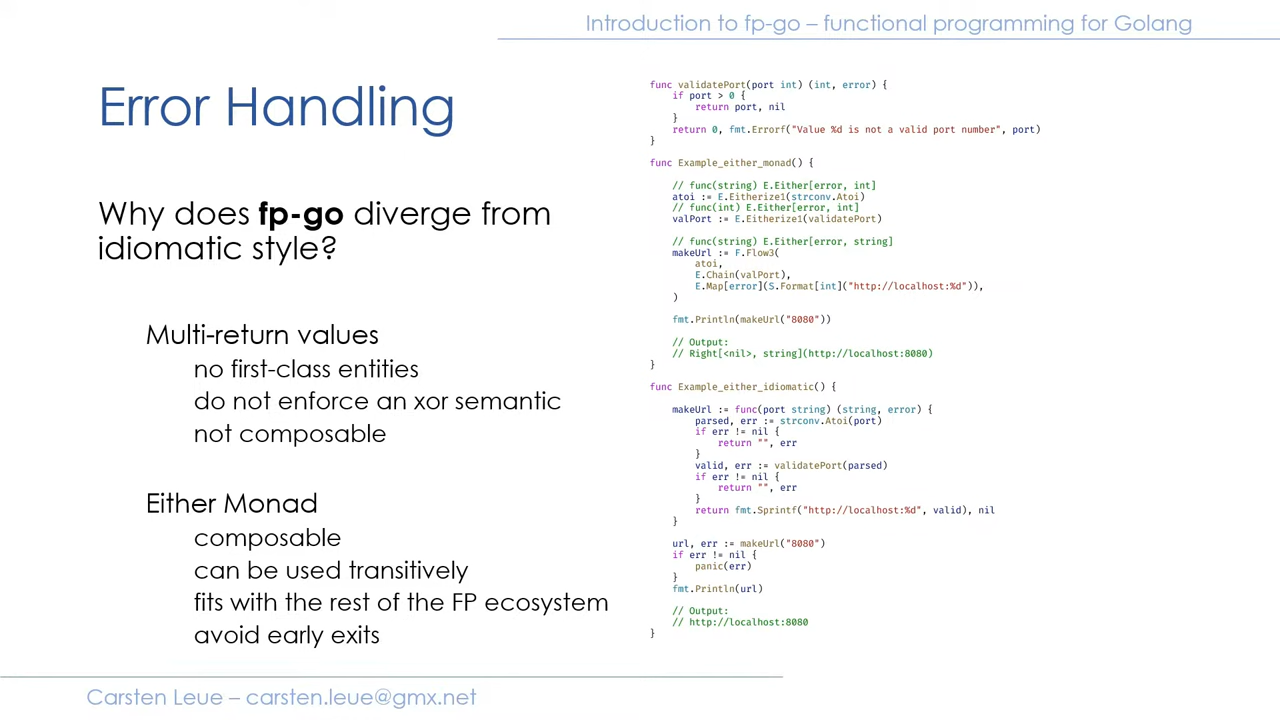 Introduction to fp-go – functional programming for Golang
Error Handling
Why does fp-go diverge from
idiomatic style?
Multi-return values
no first-class entities
do not enforce an xor semantic
not composable
Either Monad
composable
can be used transitively
fits with the rest of the FP ecosystem
avoid early exits
func validatePort(port int) (int, error) {
    if port > 0 {
        return port, nil
    }
    return 0, fmt.Errorf("Value %d is not a valid port number", port)
}
func Example_either_monad() {
    // func(string) E.Either[error, int]
    atoi := E.Eitherize1(strconv.Atoi)
    // func(int) E.Either[error, int]
    valPort := E.Eitherize1(validatePort)
    // func(string) E.Either[error, string]
    makeUrl := F.Flow3(
        atoi,
        E.Chain(valPort),
        E.Map[error](S.Format[int]("http://localhost:%d")),
    )
    fmt.Println(makeUrl("8080"))
    // Output:
    // Right[<nil>, string](http://localhost:8080)
}
func Example_either_idiomatic() {
    makeUrl := func(port string) (string, error) {
        parsed, err := strconv.Atoi(port)
        if err != nil {
            return "", err
        }
        valid, err := validatePort(parsed)
        if err != nil {
            return "", err
        }
        return fmt.Sprintf("http://localhost:%d", valid), nil
    }
    url, err := makeUrl("8080")
    if err != nil {
        panic(err)
    }
    fmt.Println(url)
    // Output:
    // http://localhost:8080
}
Carsten Leue – carsten.leue@gmx.net